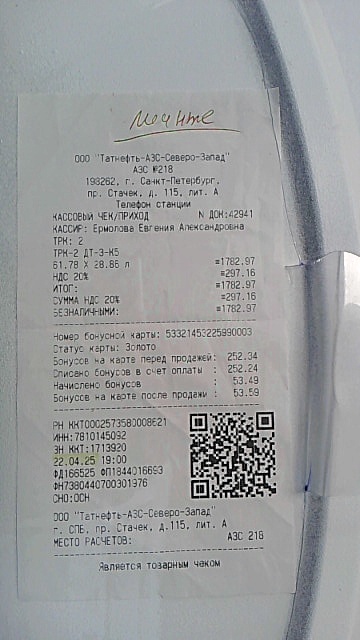 ООО "Татнефть-АЗС-Северо-Запад"
АЗС №218
198262, г. Санкт-Петербург,
пр. Стачек, д. 115, лит. А
Телефон станции
КАССОВЫЙ ЧЕК/ПРИХОД N ДОК:42941
КАССИР: Ермолова Евгения Александровна
ТРК: 2
ТРК-2 ДТ-3-К5
61.78 X 28.86 л =1782.97
НДС 20% =297.16
ИТОГ: =1782.97
СУММА НДС 20% =297.16
БЕЗНАЛИЧНЫМИ: =1782.97
Номер бонусной карты: 53321453225990003
Статус карты: Золото
Бонусов на карте перед продажей: 252.34
Списано бонусов в счет оплаты : 252.24
Начислено бонусов : 53.49
Бонусов на карте после продажи : 53.59
РН ККТ0002573580008621
ИНН:7810145092
ЗН ККТ:1713920
22.04.25 19:00
ФД166525 ФП1844016693
ФН7380440700301976
СНО:ОСН
ООО "Татнефть-АЗС-Северо-Запад"
г. СПБ, пр. Стачек, д.115, лит. А
МЕСТО РАСЧЕТОВ: АЗС 218
Является товарным чеком